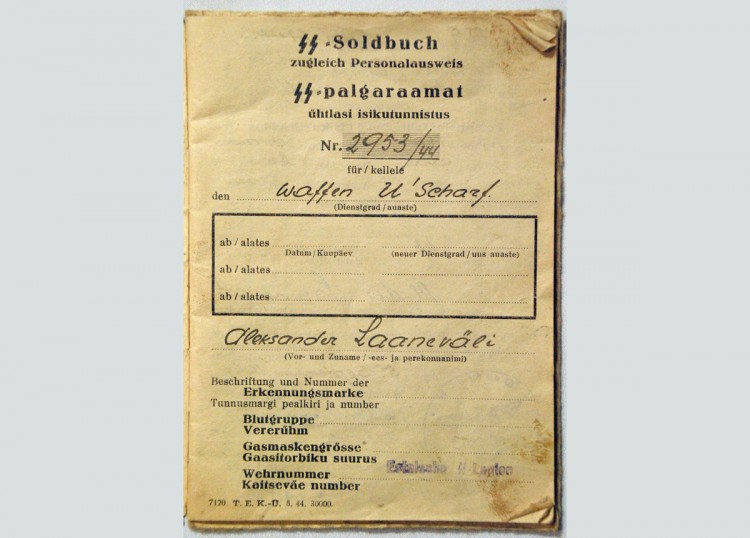 ᛋᛋ-Soldbuch
zugleich Personalausweis
ᛋᛋ-palgaraamat
ühtlasi isikutunnistus
Nr. 2953/44
für/kellele
den Waffen U'Scharf.
(Dienstgrad/auaste)
ab/alates
Datum/Kuupäev (neuer Dienstgrad/uus auaste)
ab/alates
ab/alates
Aleksander Laaneväli
(Vor- und Zuname/-ees- ja perekonnanimi)
Beschriftung und Nummer der
Erkennungsmarke
Tunnusmargi pealkiri ja number
Blutgruppe
Vererühm
Gasmaskengrösse
Gaasitorbiku suurus
Estnische ᛋᛋ Legion
Wehrnummer
Kaitseväe number
7120 T. E. K.-Ü. 8. 44. 30000.